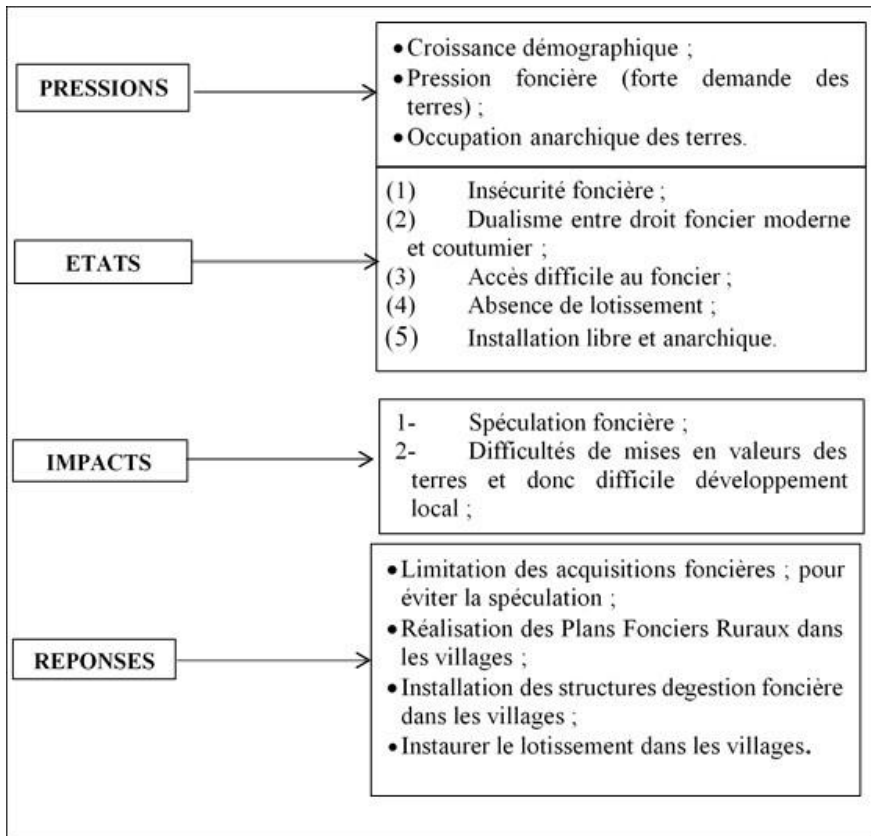 PRESSIONS
• Croissance démographique ;
• Pression foncière (forte demande des
terres) ;
• Occupation anarchique des terres.
ETATS
(1) Insécurité foncière ;
(2) Dualisme entre droit foncier moderne
et coutumier ;
(3) Accès difficile au foncier ;
(4) Absence de lotissement ;
(5) Installation libre et anarchique.
IMPACTS
1- Spéculation foncière ;
2- Difficultés de mises en valeurs des
terres et donc difficile développement
local ;
REPONSES
• Limitation des acquisitions foncières ; pour
éviter la spéculation ;
• Réalisation des Plans Fonciers Ruraux dans
les villages ;
• Installation des structures degestion foncière
dans les villages ;
• Instaurer le lotissement dans les villages.